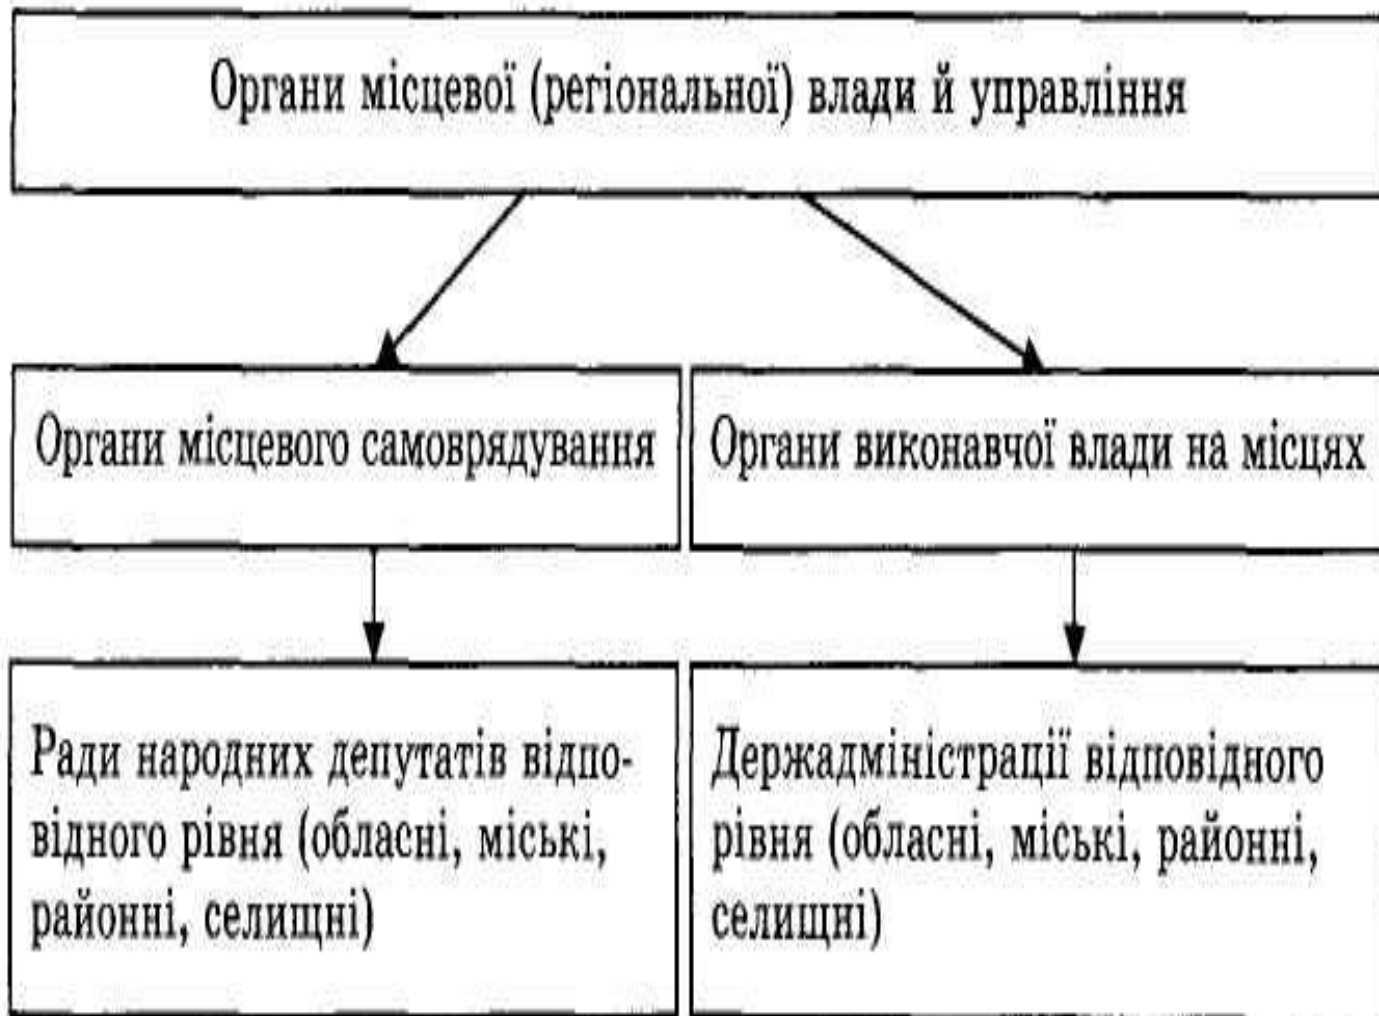 Органи місцевої (регіональної) влади й управління
Органи місцевого самоврядування
Органи виконавчої влади на місцях
Ради народних депутатів відпо-
відного рівня (обласні, міські,
районні, селищні)
Держадміністрації відповідного
рівня (обласні, міські, районні,
селищні)